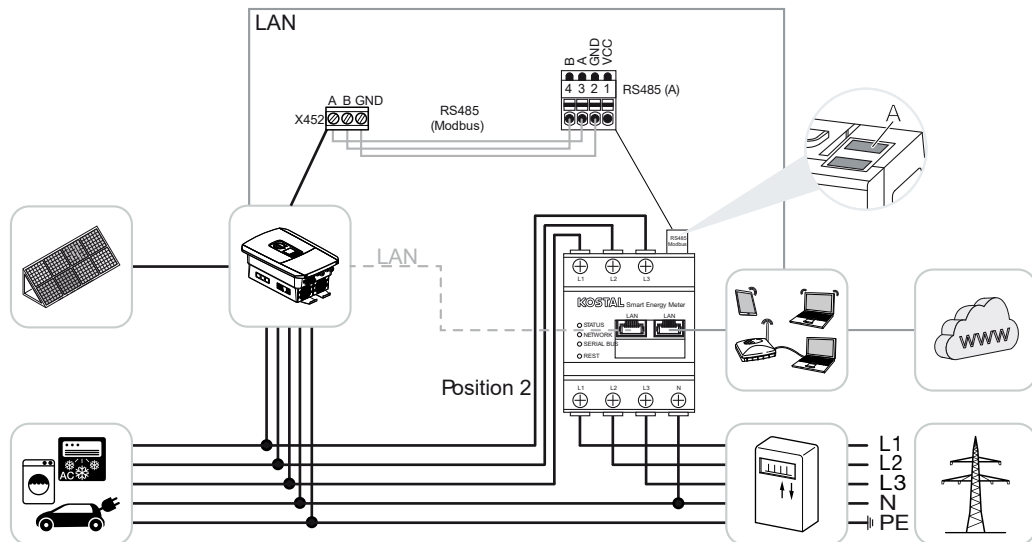 LAN
B A GND VCC
4 3 2 1
RS485 (A)
A B GND
X452
RS485
(Modbus)
A
LAN
RS485
Modbus
L1 L2 L3
KOSTAL Smart Energy Meter
LAN LAN
STATUS
NETWORK
SERIAL BUS
REST
WWW
Position 2
L1 L2 L3 N
AC
L1
L2
L3
N
PE